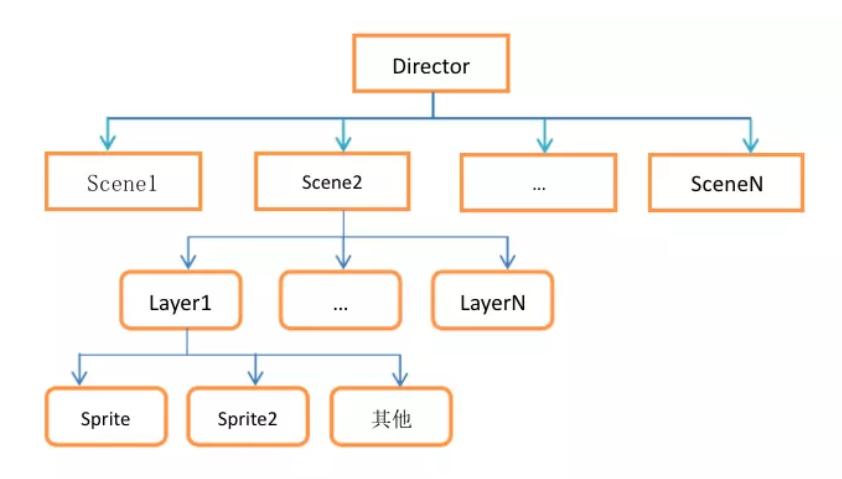 Director
Scene1
Scene2
...
SceneN
Layer1
...
LayerN
Sprite
Sprite2
其他